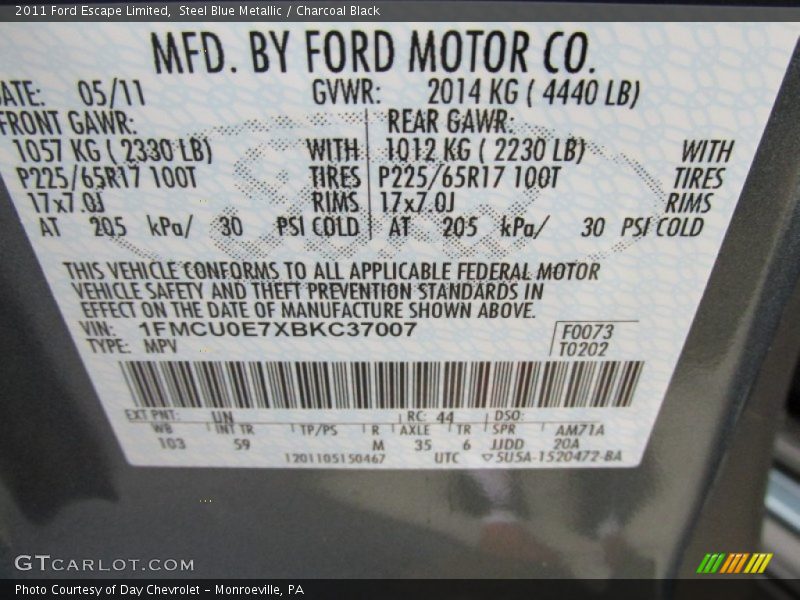 2011 Ford Escape Limited,  Steel Blue Metallic / Charcoal Black
MFD. BY FORD MOTOR CO.
ATE: 05/11 GVWR: 2014 KG ( 4440 LB)
FRONT GAWR: REAR GAWR:
1057 KG ( 2330 LB) WITH 1012 KG ( 2230 LB) WITH
P225/65R17 100T TIRES P225/65R17 100T TIRES
17x7.0J RIMS 17x7.0J RIMS
AT 205 kPa/ 30 PSI COLD AT 205 kPa/ 30 PSI COLD
THIS VEHICLE CONFORMS TO ALL APPLICABLE FEDERAL MOTOR
VEHICLE SAFETY AND THEFT PREVENTION STANDARDS IN
EFFECT ON THE DATE OF MANUFACTURE SHOWN ABOVE.
VIN: 1FMCU0E7XBKC37007 F0073
TYPE: MPV T0202
EXT PNT: UN RC: 44 DSO:
WB INT TR TP/PS R AXLE TR SPR AM71A
103 59 M 35 6 JJDD 20A
1201105150467 UTC ▽5U5A-1520472-BA
GTCARLOT.COM
Photo Courtesy of Day Chevrolet – Monroeville, PA